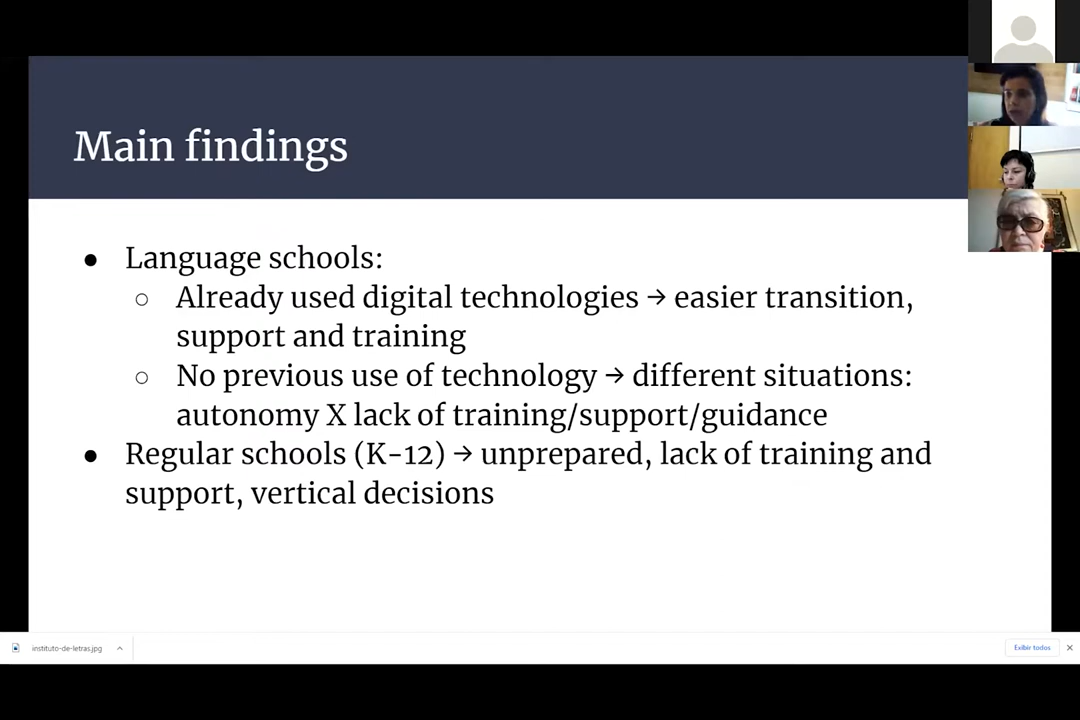 Main findings
● Language schools:
○ Already used digital technologies → easier transition,
support and training
○ No previous use of technology → different situations:
autonomy X lack of training/support/guidance
● Regular schools (K-12) → unprepared, lack of training and
support, vertical decisions
instituto-de-letras.jpg
Exibir todos